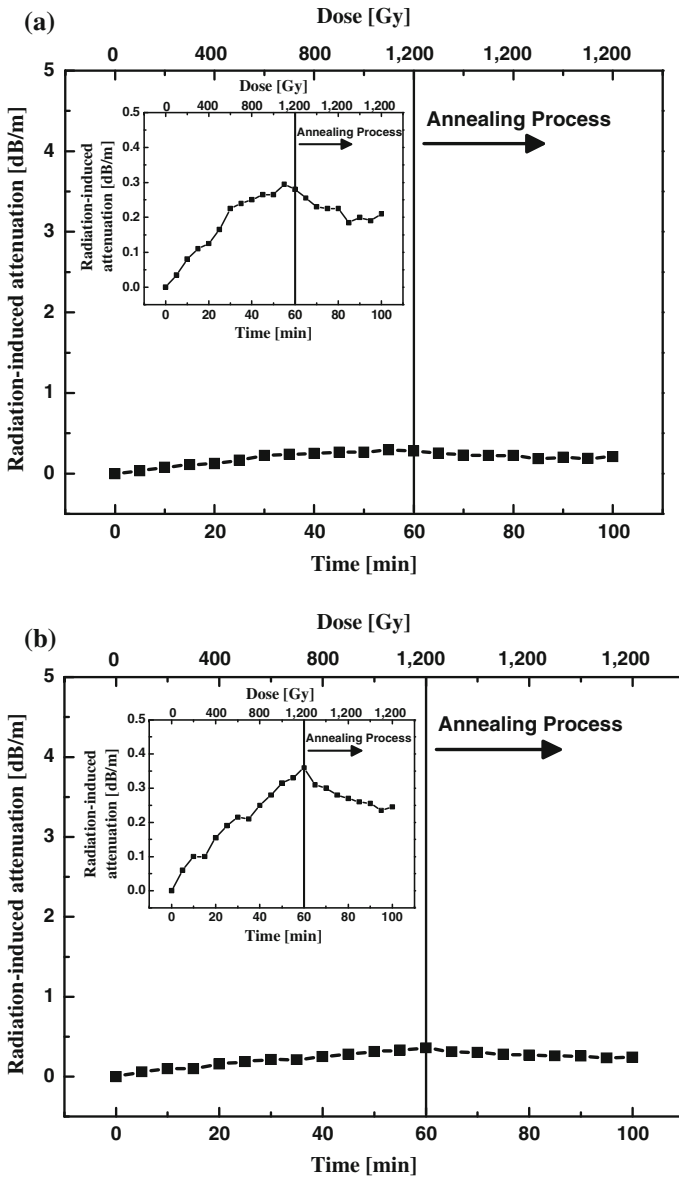 (a)
Dose [Gy]
0 400 800 1,200 1,200 1,200
Radiation-induced attenuation [dB/m]
5
4
3
2
1
0
Dose [Gy]
0 400 800 1,200 1,200 1,200
Radiation-induced
attenuation [dB/m]
0.5
0.4
0.3
0.2
0.1
0.0
Annealing Process
0 20 40 60 80 100
Time [min]
Annealing Process
0 20 40 60 80 100
Time [min]
(b)
Dose [Gy]
0 400 800 1,200 1,200 1,200
Radiation-induced attenuation [dB/m]
5
4
3
2
1
0
Dose [Gy]
0 400 800 1,200 1,200 1,200
Radiation-induced
attenuation [dB/m]
0.5
0.4
0.3
0.2
0.1
0.0
Annealing Process
0 20 40 60 80 100
Time [min]
Annealing Process
0 20 40 60 80 100
Time [min]